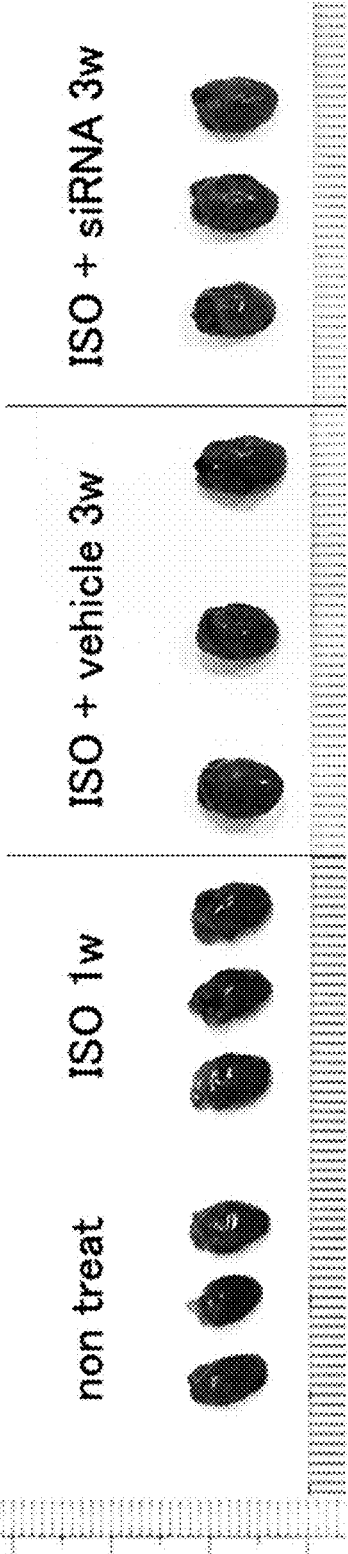 non treat
ISO 1w
ISO + vehicle 3w
ISO + siRNA 3w